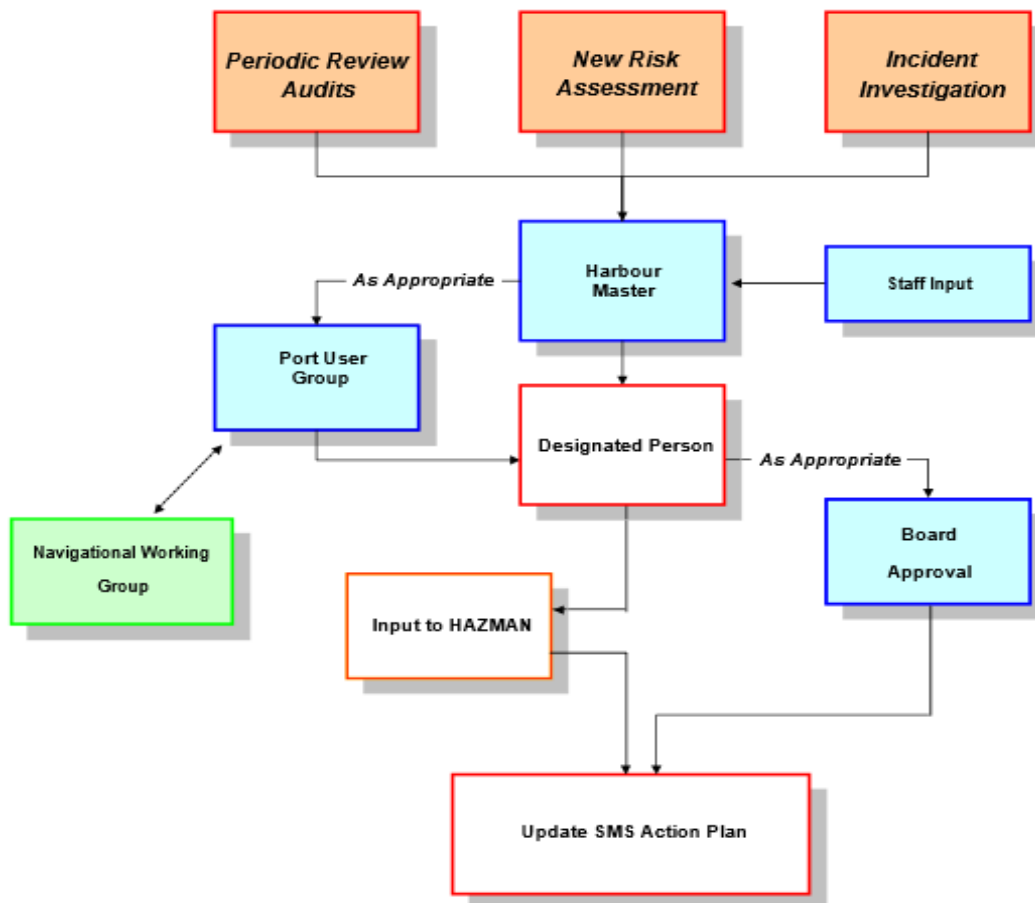 Periodic Review
Audits
New Risk
Assessment
Incident
Investigation
Harbour
Master
Staff Input
As Appropriate
Port User
Group
Designated Person
As Appropriate
Navigational Working
Group
Board
Approval
Input to HAZMAN
Update SMS Action Plan